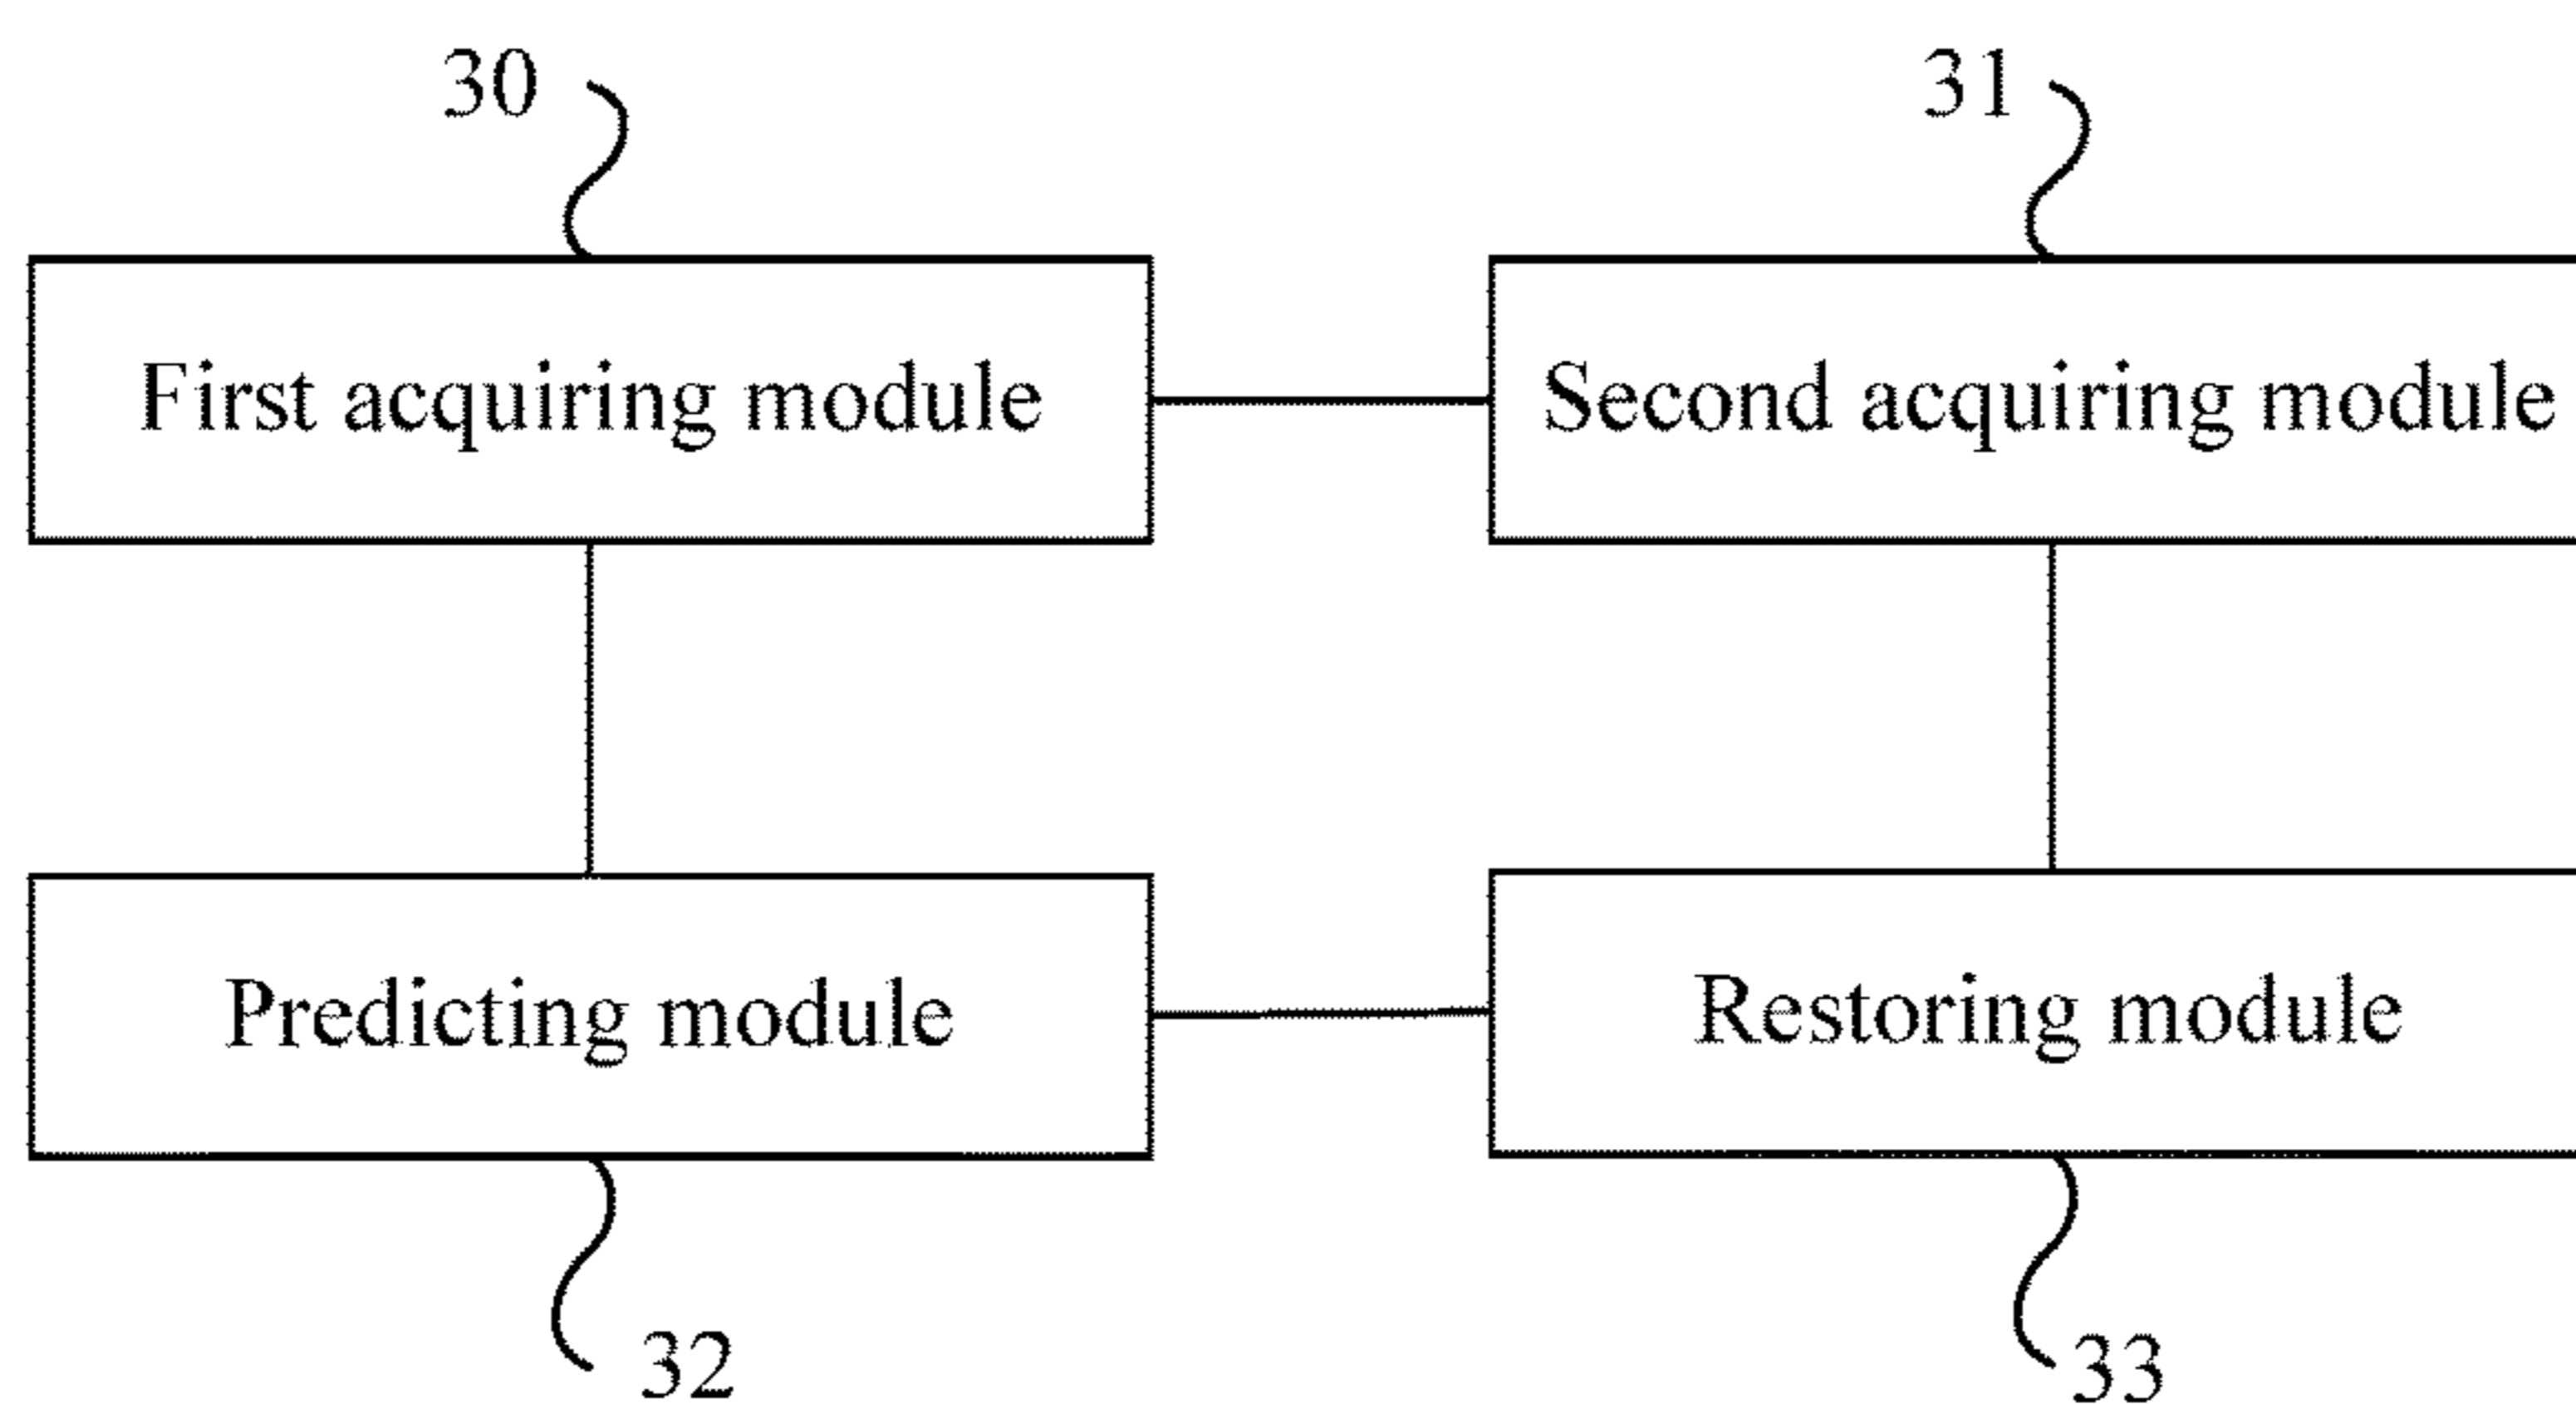 30
31
First acquiring module
Second acquiring module
Predicting module
Restoring module
32
33